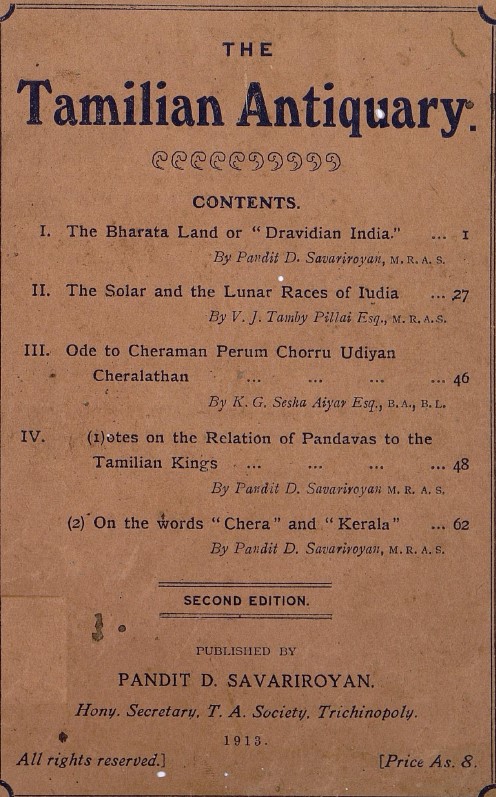 THE
Tamilian Antiquary.
CONTENTS.
I. The Bharata Land or "Dravidian India." ... 1
By Pandit D. Savariroyan, M. R. A. S.
II. The Solar and the Lunar Races of India ... 27
By V. J. Tamby Pillai Esq., M. R. A. S.
III. Ode to Cheraman Perum Chorru Udiyan
Cheralathan ... ... ... ... 46
By K. G. Sesha Aiyar Esq., B. A., B. L.
IV. (1)otes on the Relation of Pandavas to the
Tamilian Kings ... ... ... ... 48
By Pandit D. Savariroyan M. R. A. S.
(2) On the words "Chera" and "Kerala" ... 62
By Pandit D. Savariroyan, M. R. A. S.
SECOND EDITION.
PUBLISHED BY
PANDIT D. SAVARIROYAN.
Hony. Secretary, T. A. Society, Trichinopoly.
1913.
All rights reserved.] [Price As. 8.